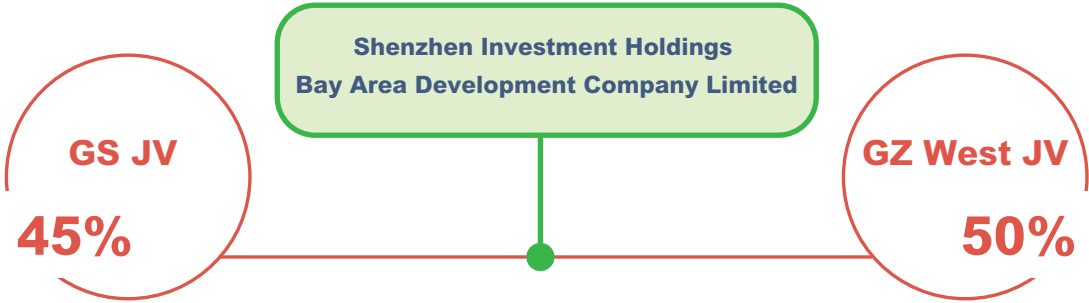 Shenzhen Investment Holdings
Bay Area Development Company Limited
GS JV
45%
GZ West JV
50%